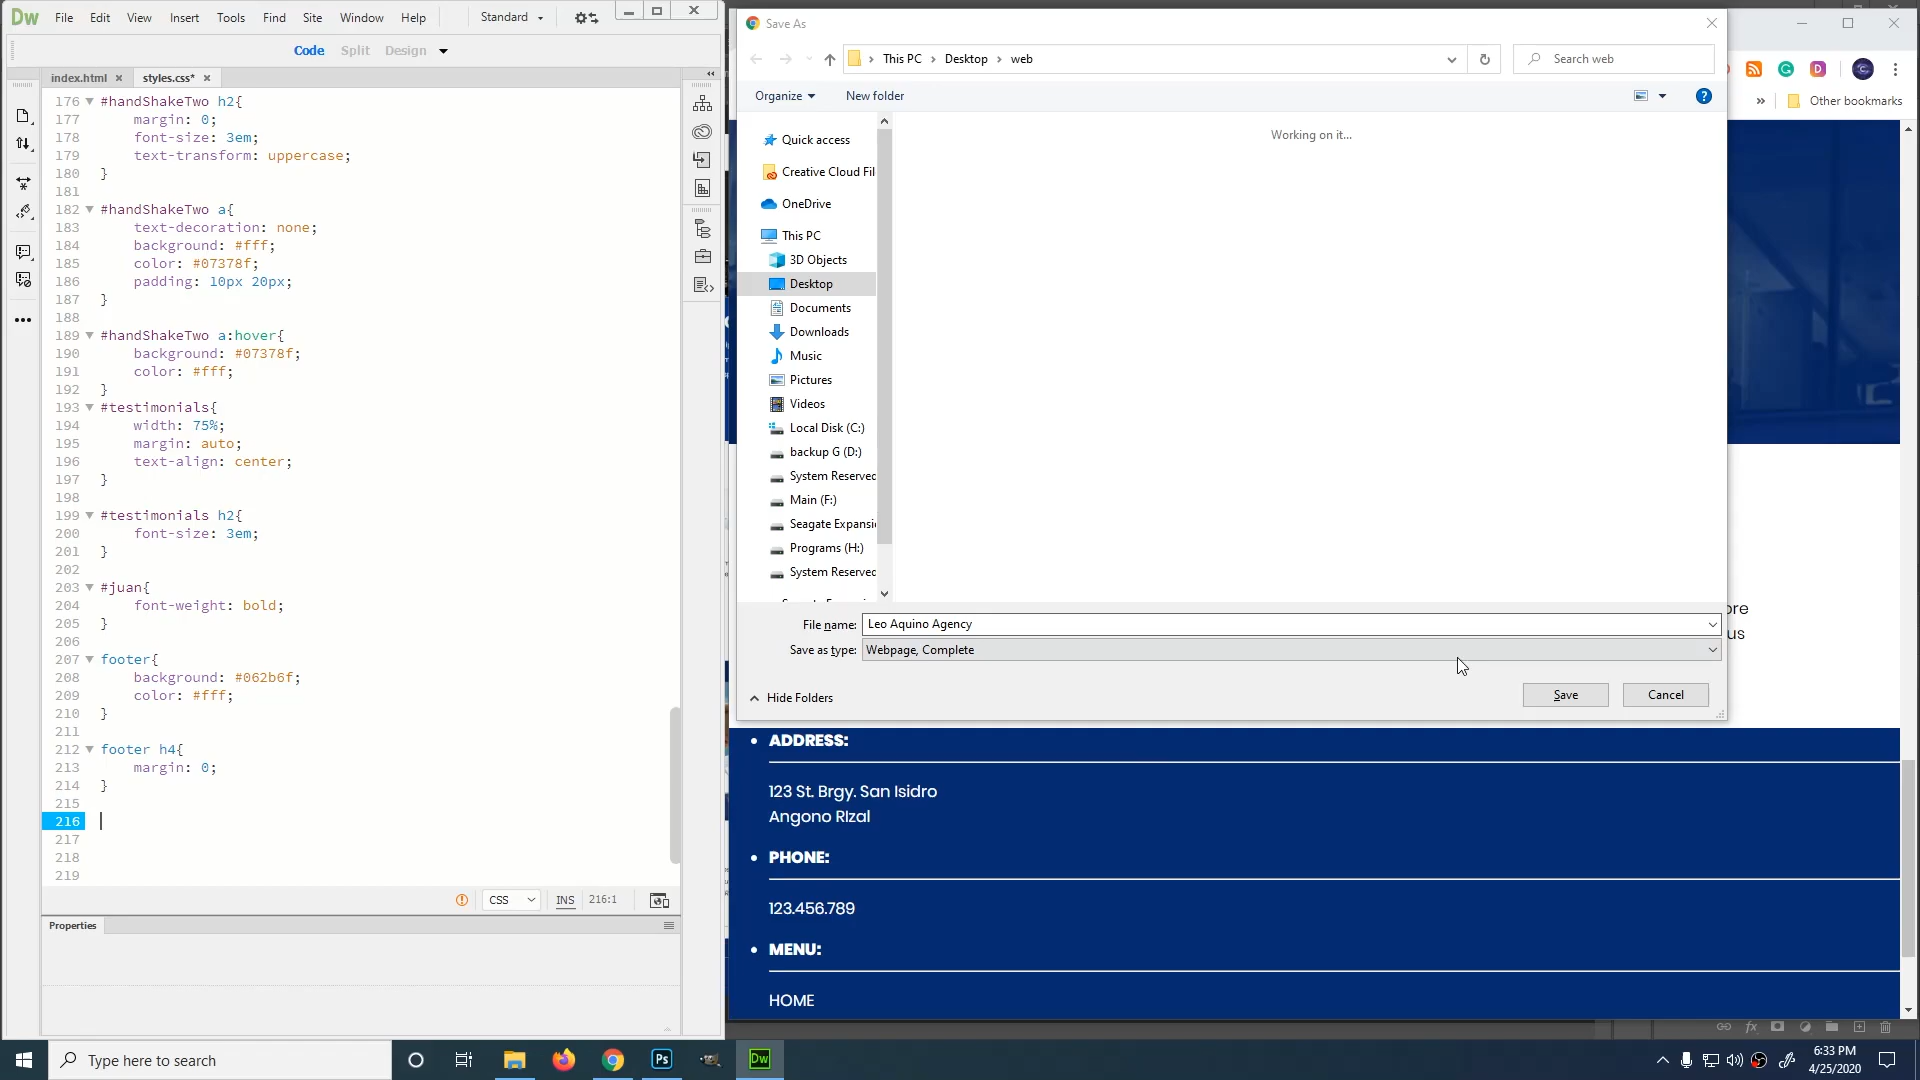 Dw File Edit View Insert Tools Find Site Window Help Standard
Code Split Design
index.html × styles.css* ×
176 #handShakeTwo h2{
177 margin: 0;
178 font-size: 3em;
179 text-transform: uppercase;
180 }
181
182 #handShakeTwo a{
183 text-decoration: none;
184 background: #fff;
185 color: #07378f;
186 padding: 10px 20px;
187 }
188
189 #handShakeTwo a:hover{
190 background: #07378f;
191 color: #fff;
192 }
193 #testimonials{
194 width: 75%;
195 margin: auto;
196 text-align: center;
197 }
198
199 #testimonials h2{
200 font-size: 3em;
201 }
202
203 #juan{
204 font-weight: bold;
205 }
206
207 footer{
208 background: #062b6f;
209 color: #fff;
210 }
211
212 footer h4{
213 margin: 0;
214 }
215
216
217
218
219
CSS INS 216:1
Properties
Save As
This PC › Desktop › web
Search web
Organize New folder
Quick access
Creative Cloud Fil
OneDrive
This PC
3D Objects
Desktop
Documents
Downloads
Music
Pictures
Videos
Local Disk (C:)
backup G (D:)
System Reserved
Main (F:)
Seagate Expansi
Programs (H:)
System Reserved
Working on it...
File name: Leo Aquino Agency
Save as type: Webpage, Complete
Hide Folders
Save
Cancel
» Other bookmarks
ore
us
ADDRESS:
123 St. Brgy. San Isidro
Angono RIzal
PHONE:
123.456.789
MENU:
HOME
Type here to search
Ps
Dw
6:33 PM
4/25/2020